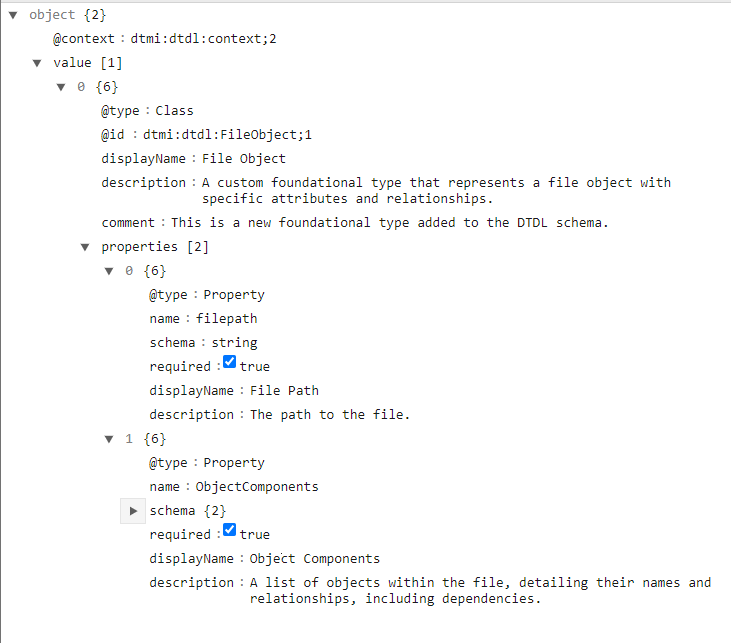 object {2}
@context : dtmi:dtdl:context;2
value [1]
0 {6}
@type : Class
@id : dtmi:dtdl:FileObject;1
displayName : File Object
description : A custom foundational type that represents a file object with
specific attributes and relationships.
comment : This is a new foundational type added to the DTDL schema.
properties [2]
0 {6}
@type : Property
name : filepath
schema : string
required : true
displayName : File Path
description : The path to the file.
1 {6}
@type : Property
name : ObjectComponents
schema {2}
required : true
displayName : Object Components
description : A list of objects within the file, detailing their names and
relationships, including dependencies.